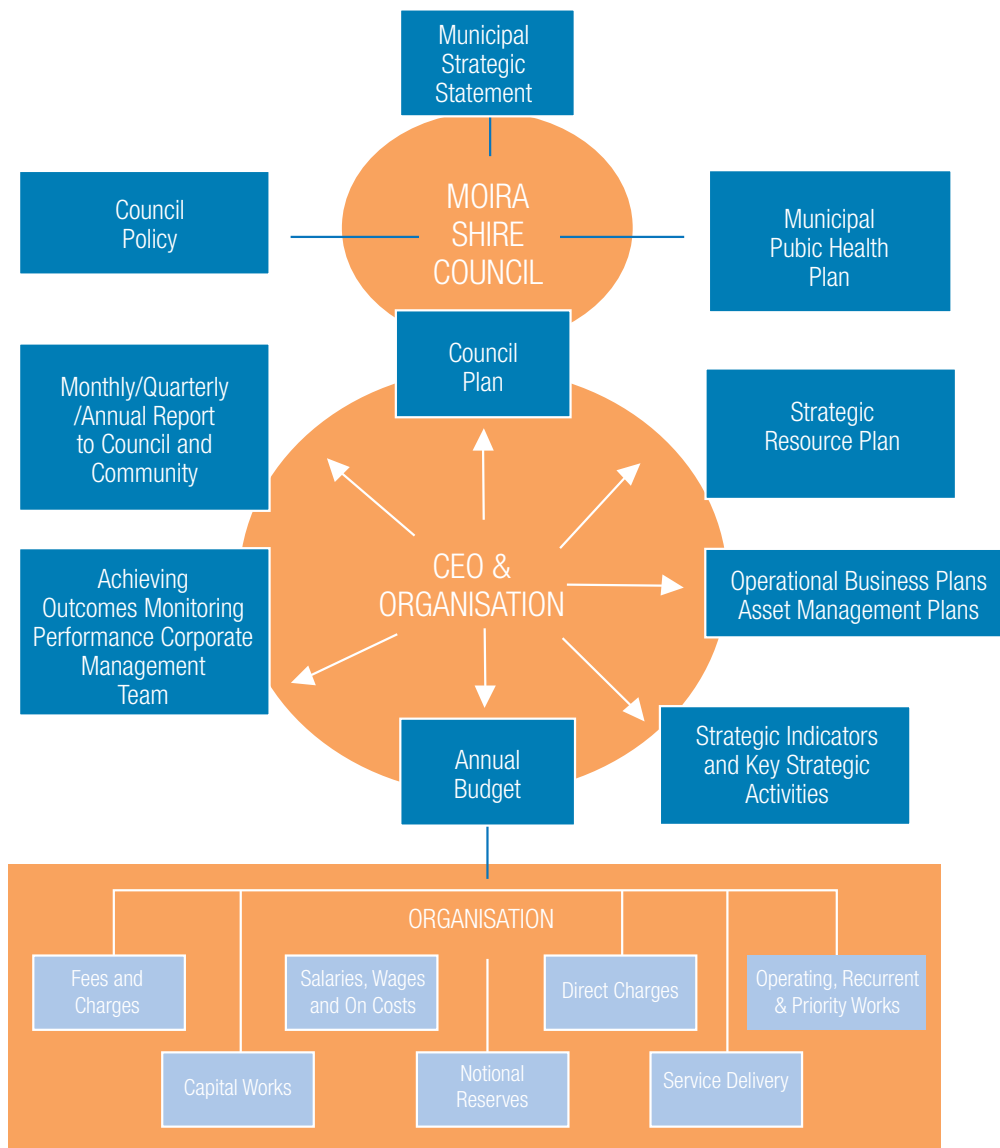 Municipal
Strategic
Statement
Council
Policy
MOIRA
SHIRE
COUNCIL
Municipal
Pubic Health
Plan
Monthly/Quarterly
/Annual Report
to Council and
Community
Council
Plan
Strategic
Resource Plan
Achieving
Outcomes Monitoring
Performance Corporate
Management
Team
CEO &
ORGANISATION
Operational Business Plans
Asset Management Plans
Annual
Budget
Strategic Indicators
and Key Strategic
Activities
ORGANISATION
Fees and
Charges
Salaries, Wages
and On Costs
Direct Charges
Operating, Recurrent
& Priority Works
Capital Works
Notional
Reserves
Service Delivery